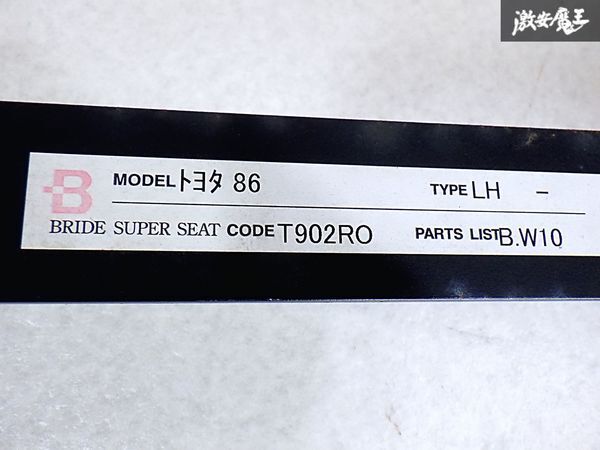 激安魔王
MODEL ﾄﾖﾀ 86 TYPE LH -
B
BRIDE SUPER SEAT CODE T902RO PARTS LIST B.W10